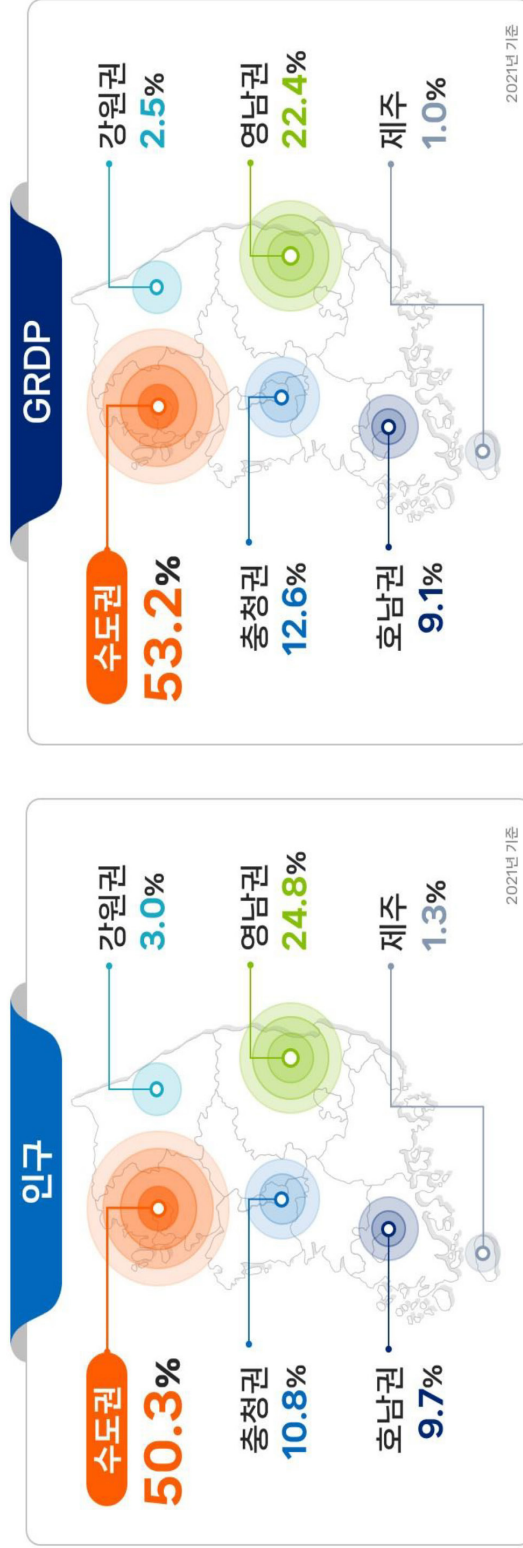 인구
수도권
50.3%
강원권
3.0%
충청권
10.8%
영남권
24.8%
호남권
9.7%
제주
1.3%
2021년 기준
GRDP
수도권
53.2%
강원권
2.5%
충청권
12.6%
영남권
22.4%
호남권
9.1%
제주
1.0%
2021년 기준